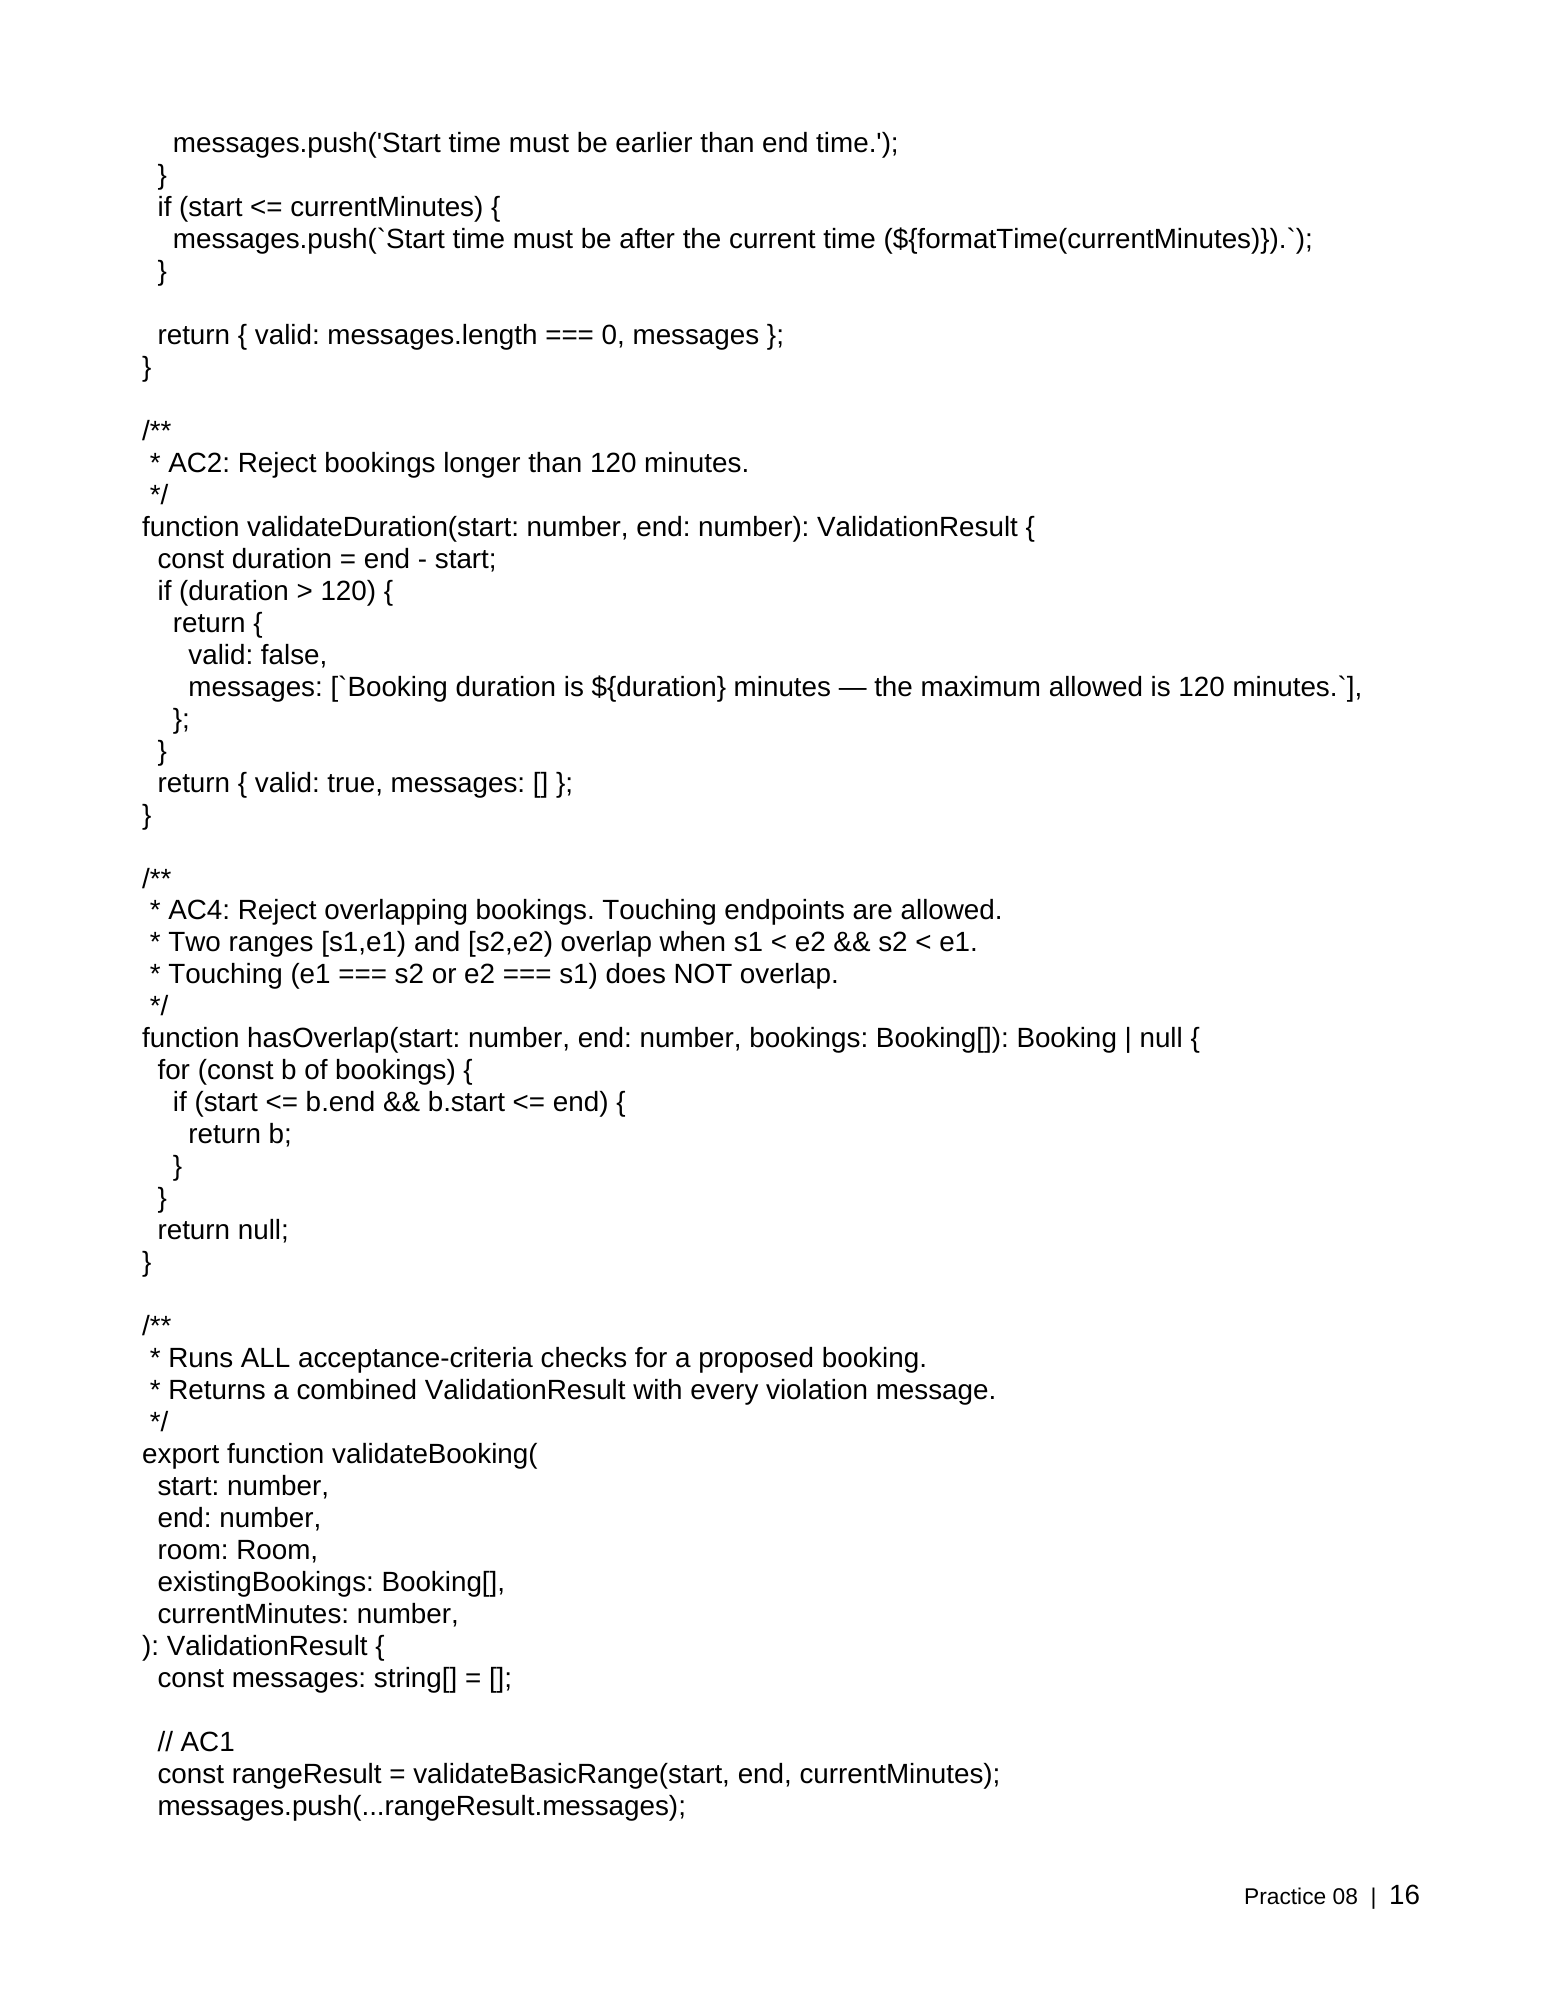 messages.push('Start time must be earlier than end time.');
  }
  if (start <= currentMinutes) {
    messages.push(`Start time must be after the current time (${formatTime(currentMinutes)}).`);
  }

  return { valid: messages.length === 0, messages };
}

/**
 * AC2: Reject bookings longer than 120 minutes.
 */
function validateDuration(start: number, end: number): ValidationResult {
  const duration = end - start;
  if (duration > 120) {
    return {
      valid: false,
      messages: [`Booking duration is ${duration} minutes — the maximum allowed is 120 minutes.`],
    };
  }
  return { valid: true, messages: [] };
}

/**
 * AC4: Reject overlapping bookings. Touching endpoints are allowed.
 * Two ranges [s1,e1) and [s2,e2) overlap when s1 < e2 && s2 < e1.
 * Touching (e1 === s2 or e2 === s1) does NOT overlap.
 */
function hasOverlap(start: number, end: number, bookings: Booking[]): Booking | null {
  for (const b of bookings) {
    if (start <= b.end && b.start <= end) {
      return b;
    }
  }
  return null;
}

/**
 * Runs ALL acceptance-criteria checks for a proposed booking.
 * Returns a combined ValidationResult with every violation message.
 */
export function validateBooking(
  start: number,
  end: number,
  room: Room,
  existingBookings: Booking[],
  currentMinutes: number,
): ValidationResult {
  const messages: string[] = [];

  // AC1
  const rangeResult = validateBasicRange(start, end, currentMinutes);
  messages.push(...rangeResult.messages);

Practice 08 | 16